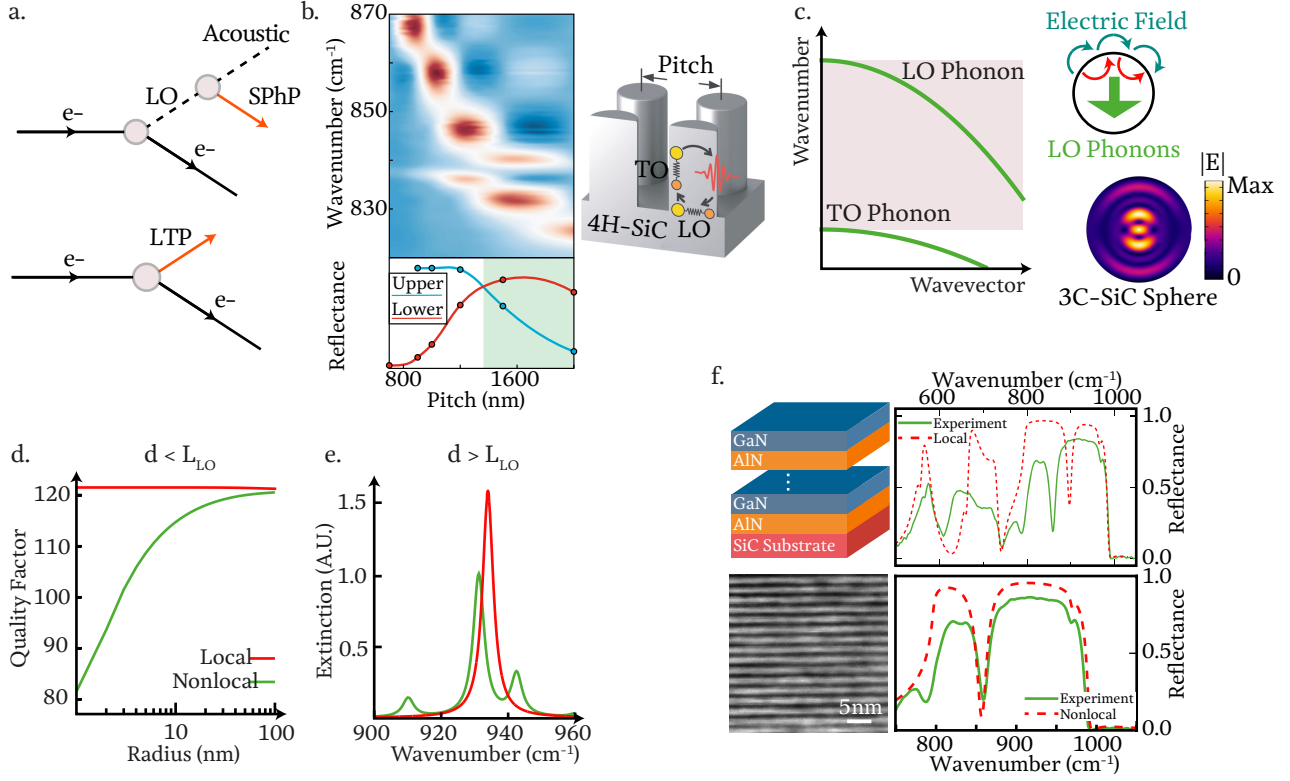 a.
Acoustic
LO
SPhP
e-
e-
LTP
e-
e-
b.
870
850
830
Wavenumber (cm⁻¹)
Upper
Lower
Reflectance
800
1600
Pitch (nm)
Pitch
TO
4H-SiC
LO
c.
Wavenumber
LO Phonon
TO Phonon
Wavevector
Electric Field
LO Phonons
|E|
Max
0
3C-SiC Sphere
d.
d < L_LO
120
110
100
90
80
Quality Factor
Local
Nonlocal
10
100
Radius (nm)
e.
d > L_LO
1.5
1.0
0.5
Extinction (A.U.)
900
920
940
960
Wavenumber (cm⁻¹)
f.
GaN
AlN
GaN
AlN
SiC Substrate
5nm
Wavenumber (cm⁻¹)
600
800
1000
Experiment
Local
1.0
0.5
0.0
Reflectance
1.0
0.5
0.0
Reflectance
Experiment
Nonlocal
800
900
1000
Wavenumber (cm⁻¹)